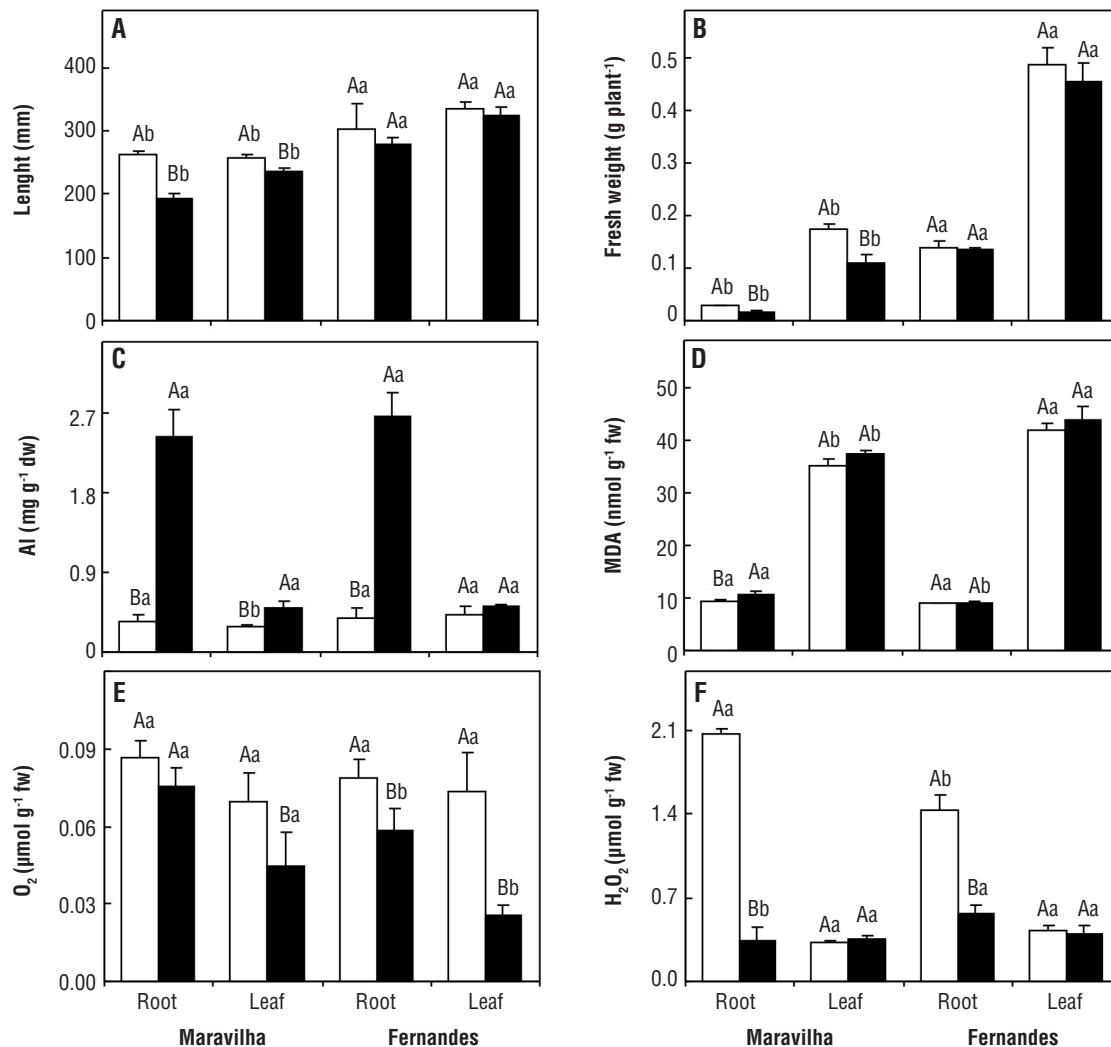 A
Lenght (mm)
400
300
200
100
0
Ab
Bb
Ab
Bb
Aa
Aa
Aa
Aa
B
Fresh weight (g plant⁻¹)
0.5
0.4
0.3
0.2
0.1
0
Ab
Bb
Ab
Bb
Aa
Aa
Aa
Aa
C
Al (mg g⁻¹ dw)
2.7
1.8
0.9
0
Ba
Aa
Bb
Aa
Ba
Aa
Aa
Aa
D
MDA (nmol g⁻¹ fw)
50
40
30
20
10
0
Ba
Aa
Ab
Ab
Aa
Ab
Aa
Aa
E
O₂ (µmol g⁻¹ fw)
0.09
0.06
0.03
0.00
Aa
Aa
Aa
Ba
Aa
Bb
Aa
Bb
Root Leaf Root Leaf
Maravilha Fernandes
F
H₂O₂ (µmol g⁻¹ fw)
2.1
1.4
0.7
0.0
Aa
Bb
Aa
Aa
Ab
Ba
Aa
Aa
Root Leaf Root Leaf
Maravilha Fernandes